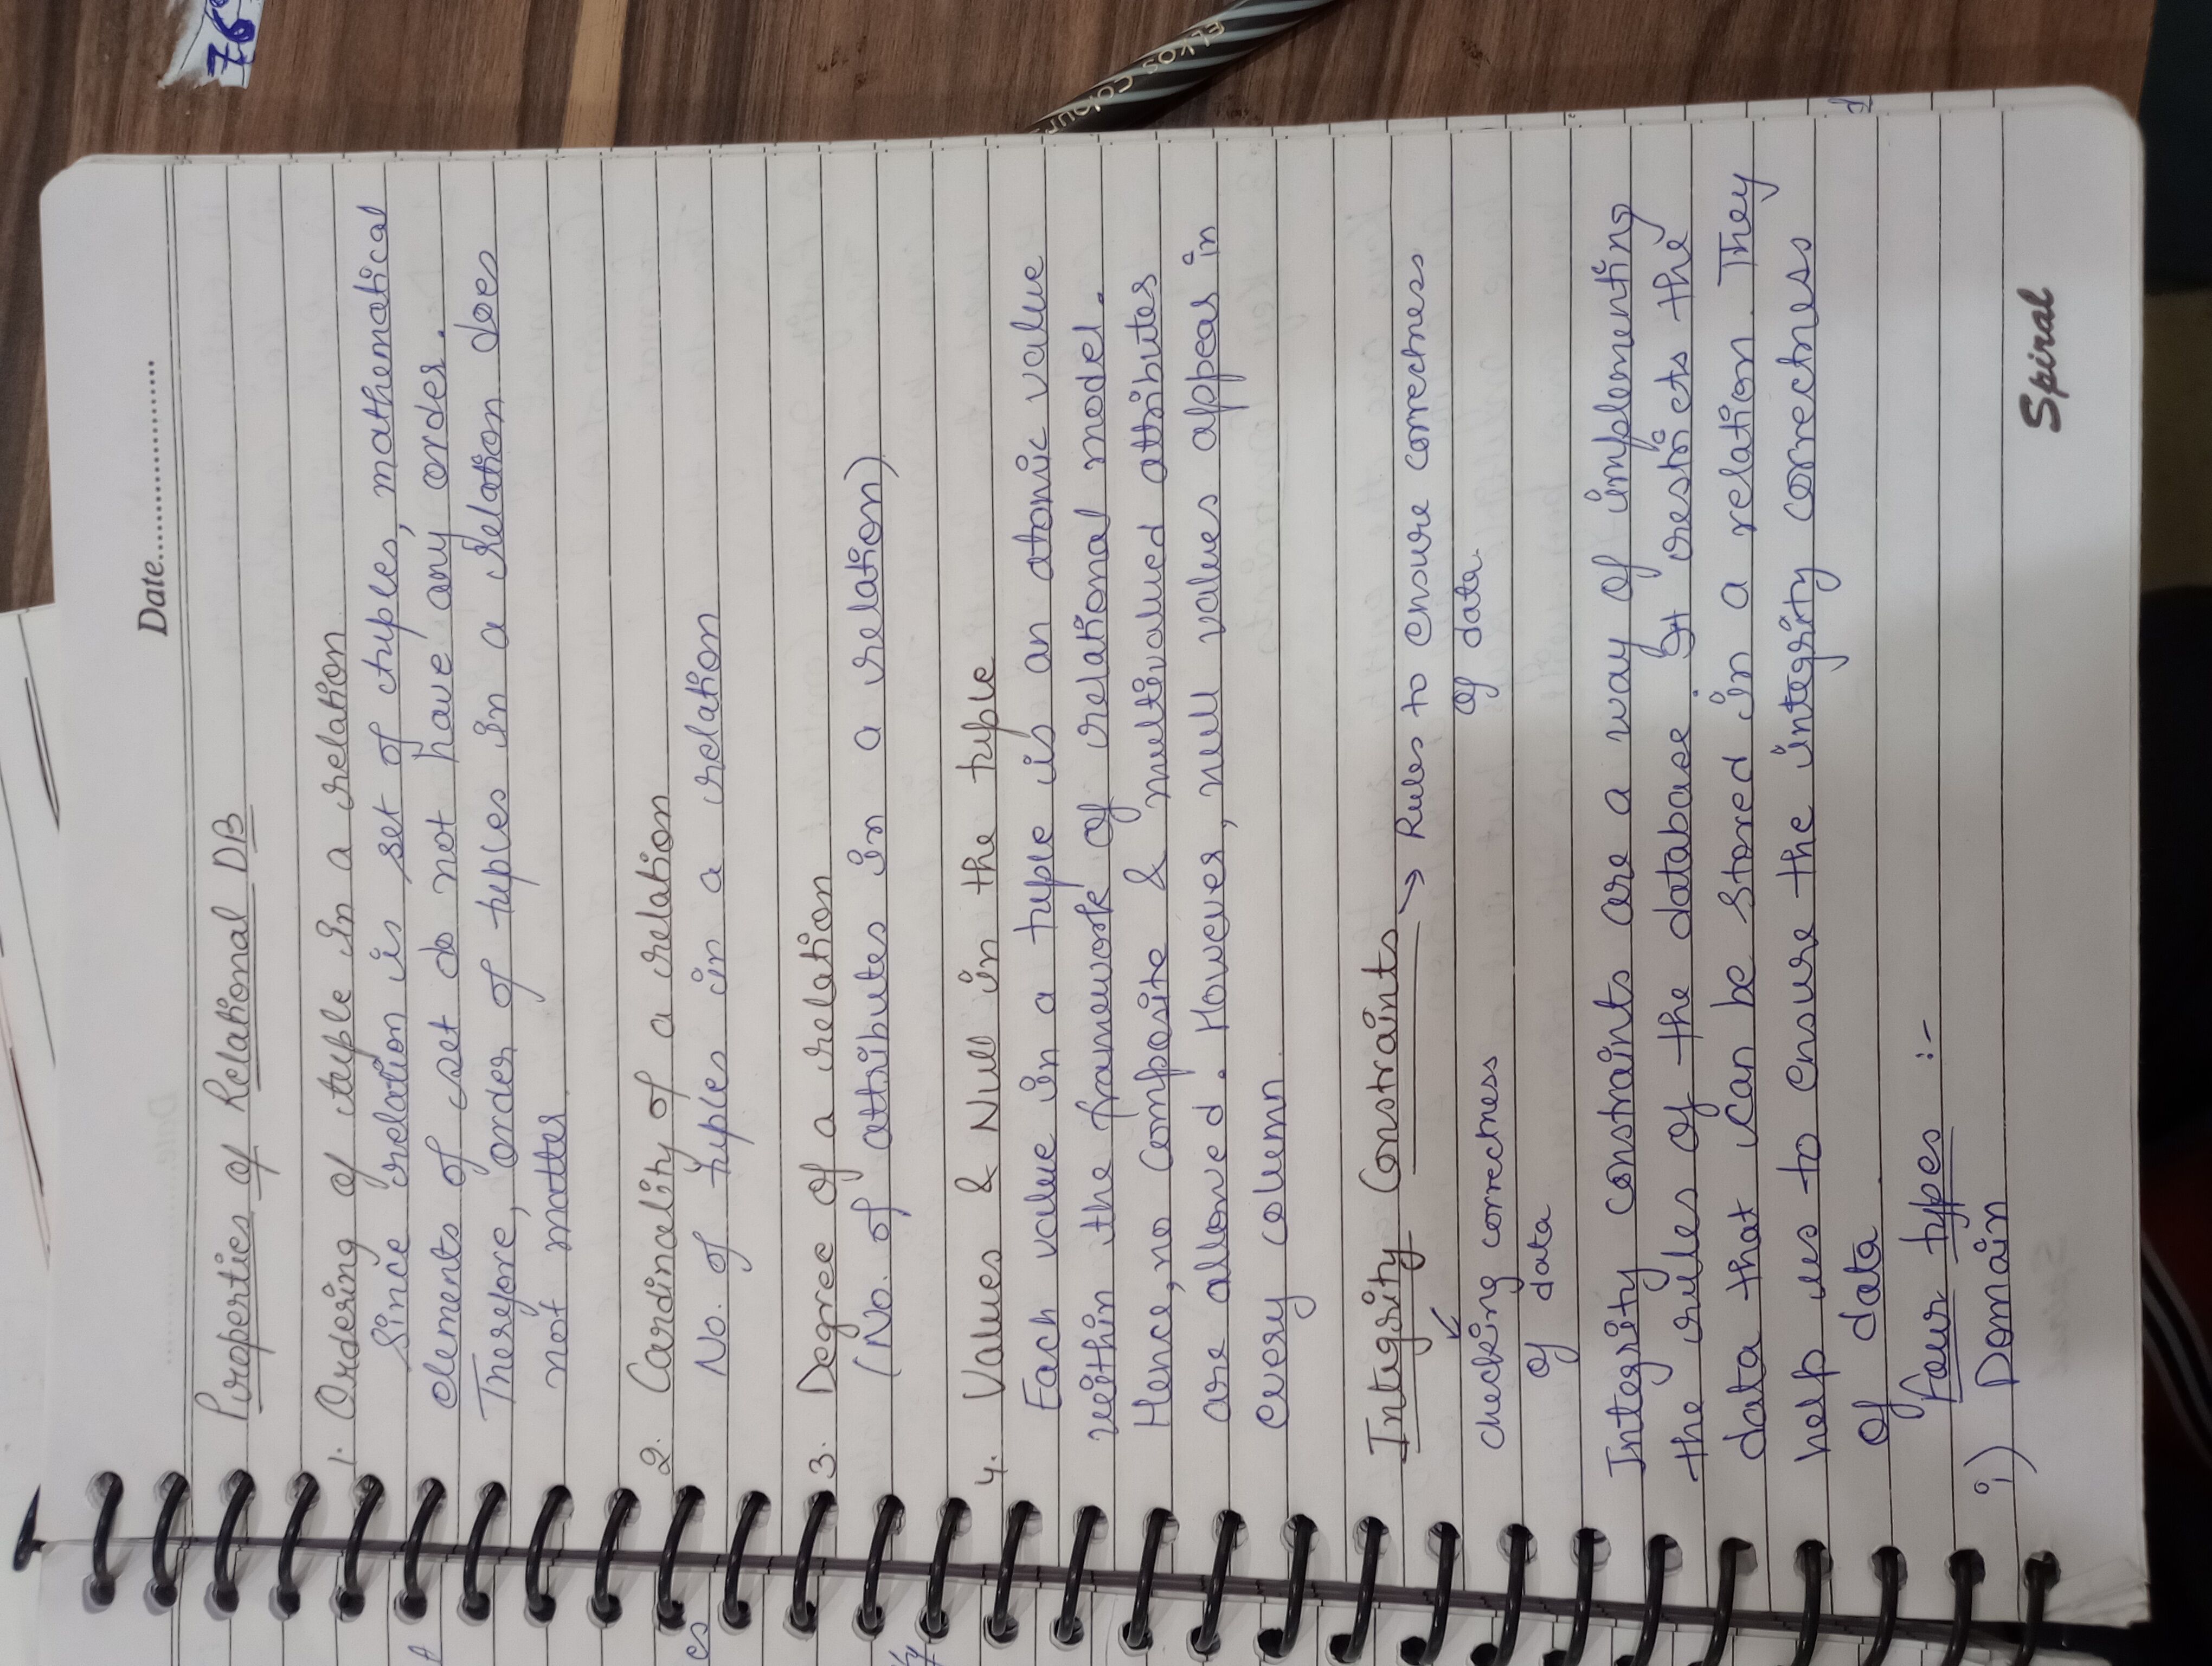 Date......................
Properties of Relational DB
1. Ordering of tuple in a relation
Since relation is set of tuples, mathematical
elements of set do not have any order.
Therefore, order of tuples in a relation does
not matter.
2. Cardinality of a relation
No. of tuples in a relation
3. Degree of a relation
(No. of attributes in a relation)
4. Values & Null in the tuple
Each value in a tuple is an atomic value
within the framework of relational model.
Hence, no composite & multivalued attributes
are allowed. However, null values appear in
every column.
Integrity Constraints → Rules to ensure correctness
of data.
↙
checking correctness
of data
Integrity constraints are a way of implementing
the rules of the database. It restricts the
data that can be stored in a relation. They
help us to ensure the integrity correctness
of data.
Four types :-
i) Domain
Spiral
es
76